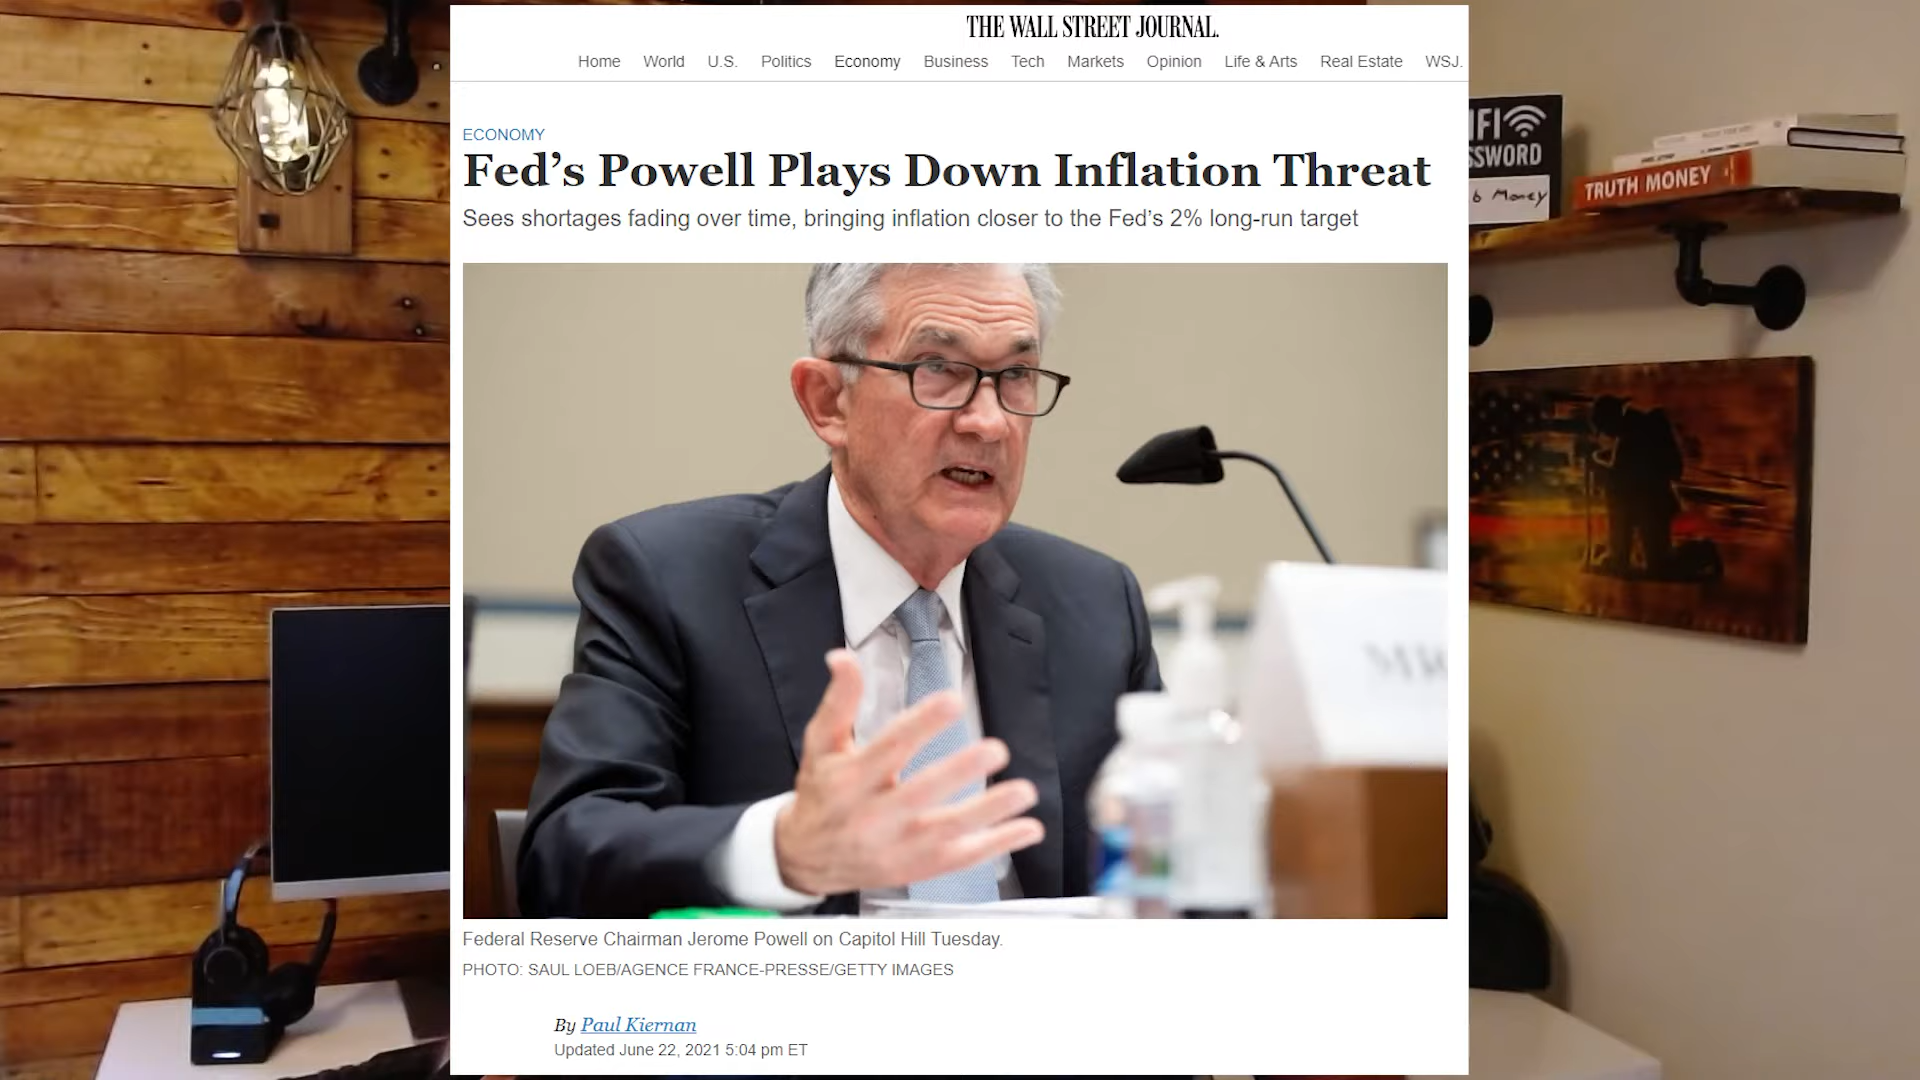 THE WALL STREET JOURNAL.
Home World U.S. Politics Economy Business Tech Markets Opinion Life & Arts Real Estate WSJ.
ECONOMY
Fed's Powell Plays Down Inflation Threat
Sees shortages fading over time, bringing inflation closer to the Fed's 2% long-run target
IFI
SSWORD
6 Money
TRUTH MONEY
Federal Reserve Chairman Jerome Powell on Capitol Hill Tuesday.
PHOTO: SAUL LOEB/AGENCE FRANCE-PRESSE/GETTY IMAGES
By Paul Kiernan
Updated June 22, 2021 5:04 pm ET